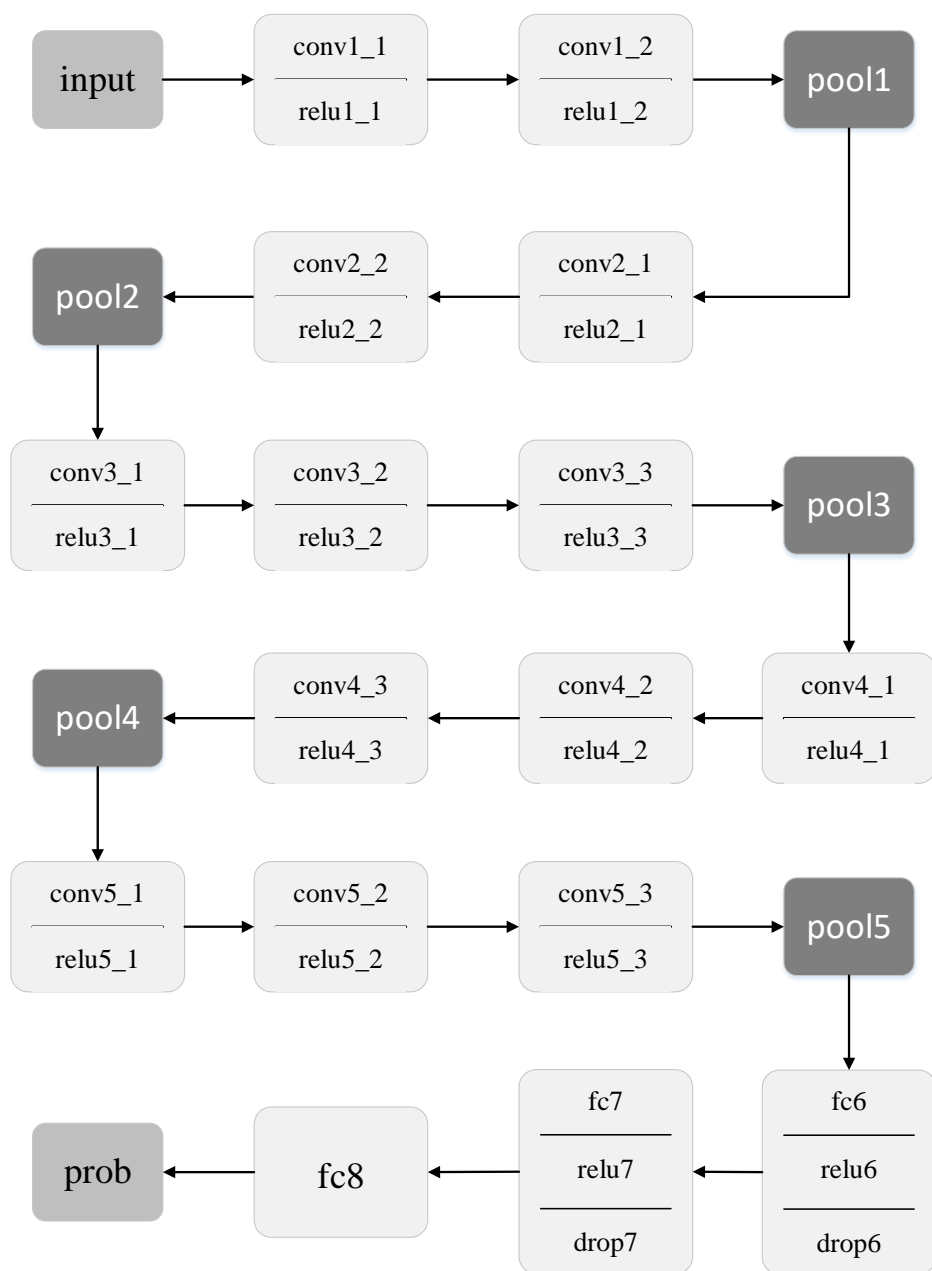 input
conv1_1
relu1_1
conv1_2
relu1_2
pool1
conv2_1
relu2_1
conv2_2
relu2_2
pool2
conv3_1
relu3_1
conv3_2
relu3_2
conv3_3
relu3_3
pool3
conv4_1
relu4_1
conv4_2
relu4_2
conv4_3
relu4_3
pool4
conv5_1
relu5_1
conv5_2
relu5_2
conv5_3
relu5_3
pool5
fc6
relu6
drop6
fc7
relu7
drop7
fc8
prob